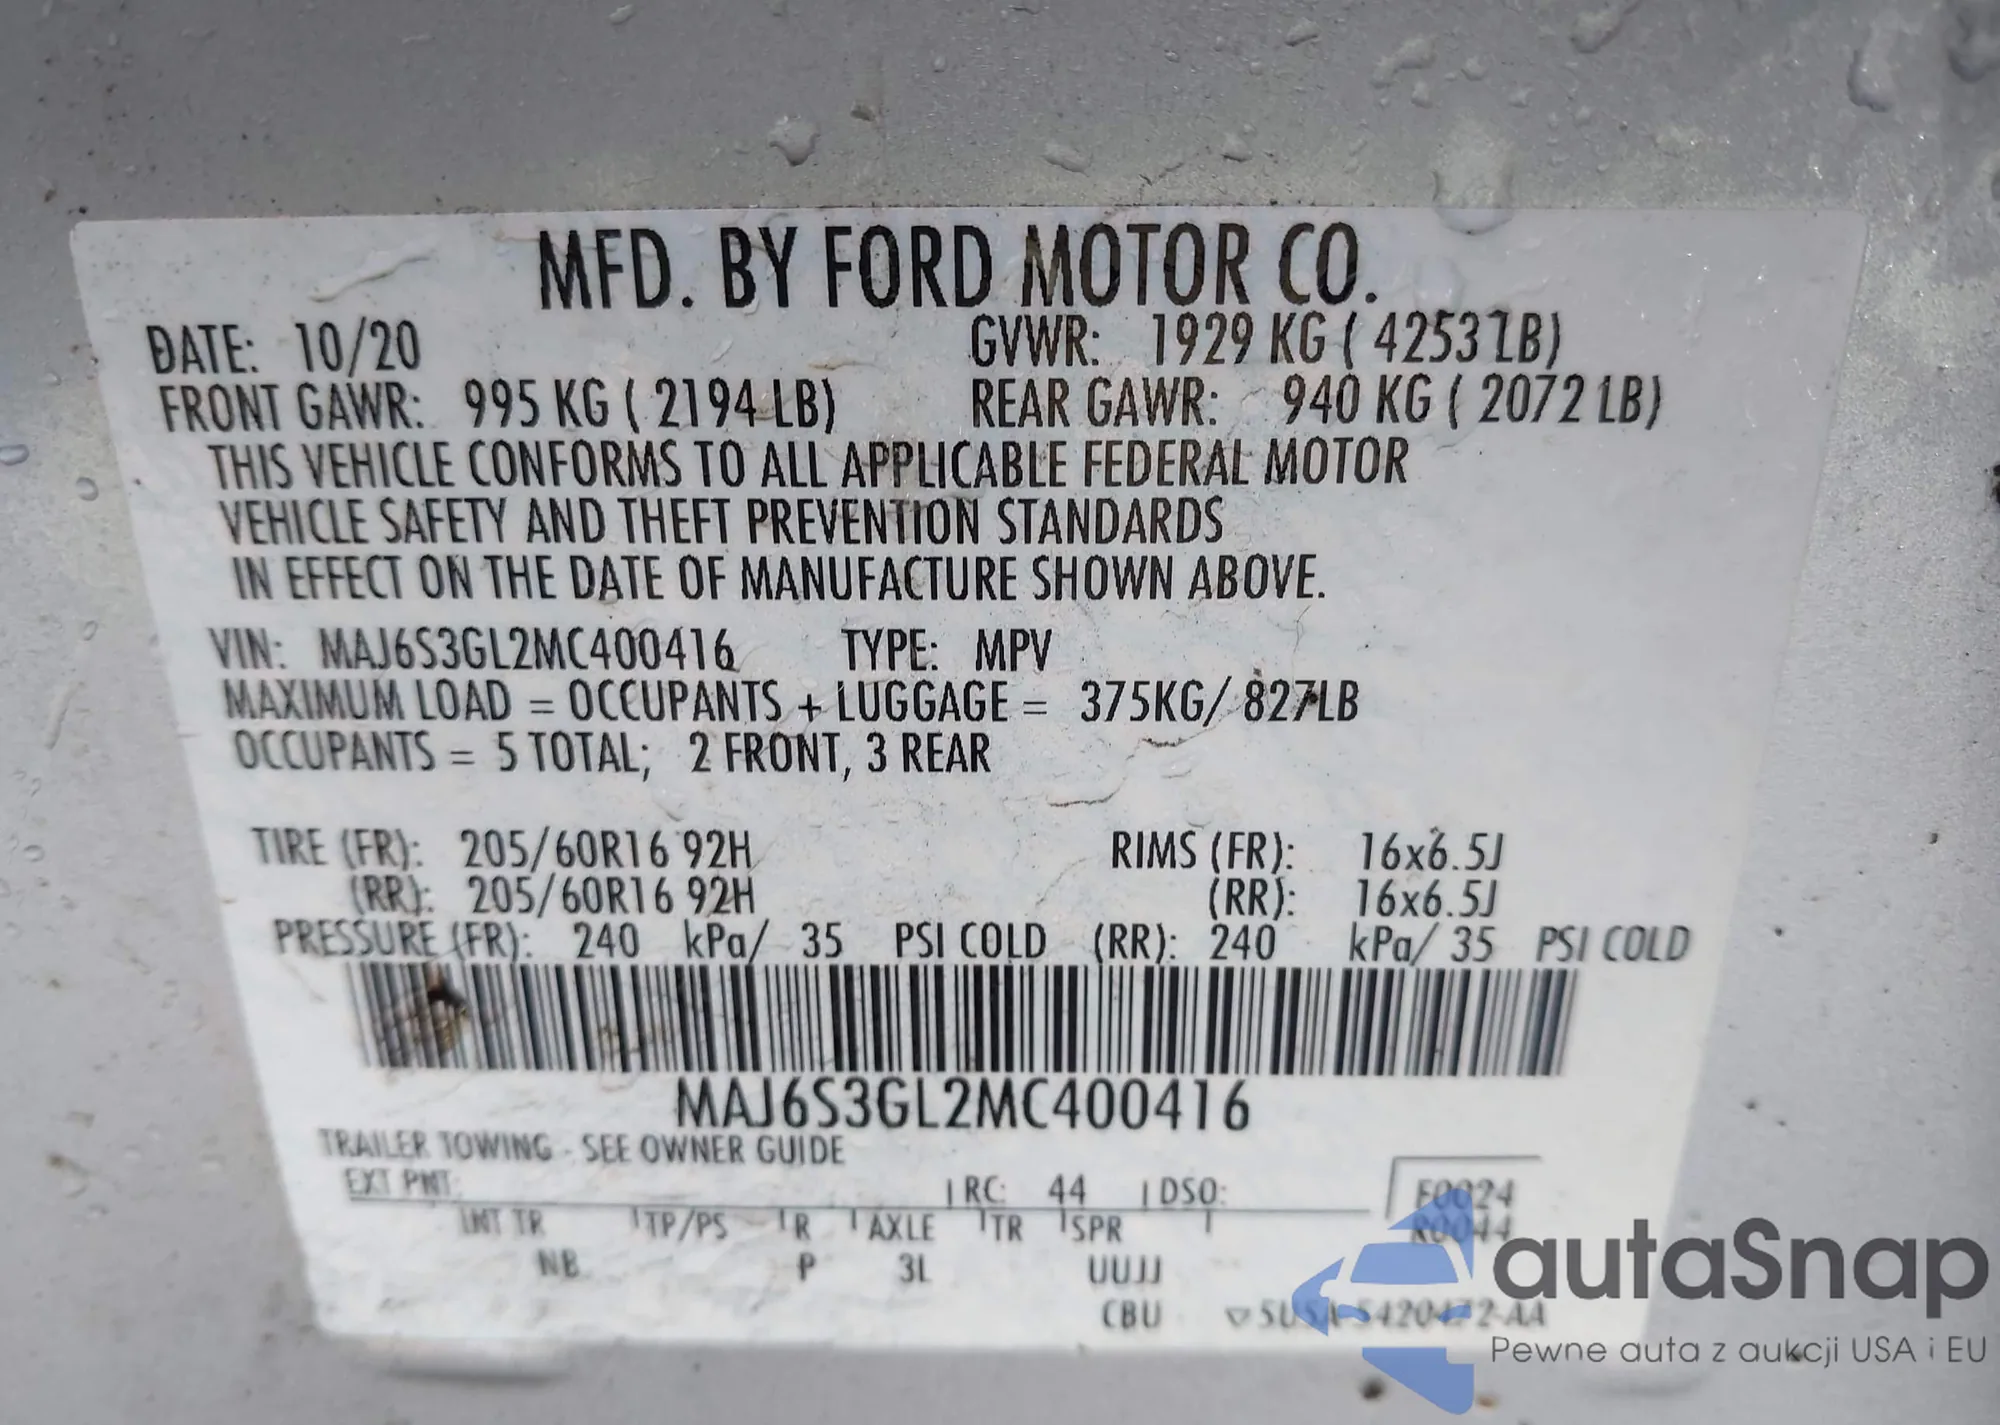 MFD. BY FORD MOTOR CO.
DATE: 10/20 GVWR: 1929 KG ( 4253 LB)
FRONT GAWR: 995 KG ( 2194 LB) REAR GAWR: 940 KG ( 2072 LB)
THIS VEHICLE CONFORMS TO ALL APPLICABLE FEDERAL MOTOR
VEHICLE SAFETY AND THEFT PREVENTION STANDARDS
IN EFFECT ON THE DATE OF MANUFACTURE SHOWN ABOVE.
VIN: MAJ6S3GL2MC400416 TYPE: MPV
MAXIMUM LOAD = OCCUPANTS + LUGGAGE = 375KG/ 827LB
OCCUPANTS = 5 TOTAL; 2 FRONT, 3 REAR
TIRE (FR): 205/60R16 92H RIMS (FR): 16x6.5J
(RR): 205/60R16 92H (RR): 16x6.5J
PRESSURE (FR): 240 kPa/ 35 PSI COLD (RR): 240 kPa/ 35 PSI COLD
MAJ6S3GL2MC400416
TRAILER TOWING - SEE OWNER GUIDE
EXT PNT: RC: 44 DSO: F0024
INT TR TP/PS R AXLE TR SPR R0044
NB P 3L UUJJ
CBU 5USA-5420472-AA
autaSnap
Pewne auta z aukcji USA i EU